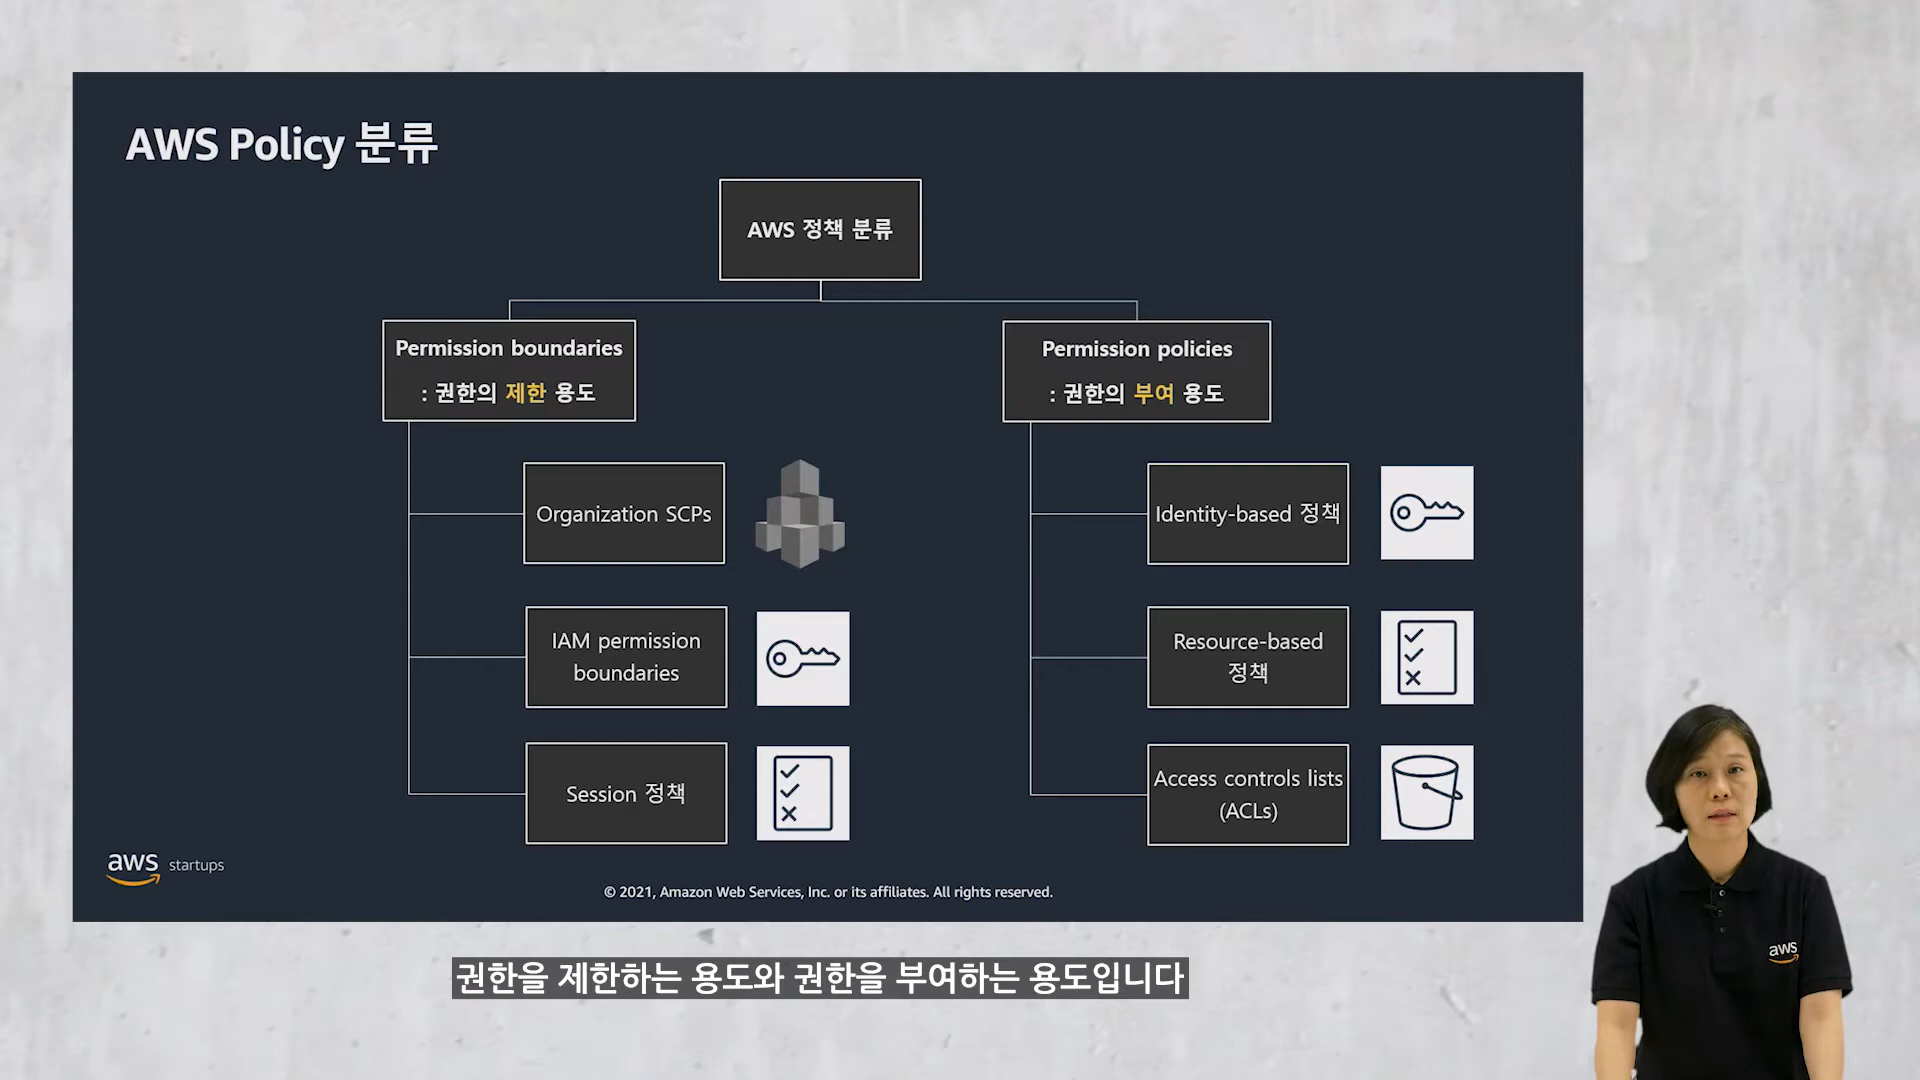 AWS Policy 분류
AWS 정책 분류
Permission boundaries
: 권한의 제한 용도
Organization SCPs
IAM permission
boundaries
Session 정책
Permission policies
: 권한의 부여 용도
Identity-based 정책
Resource-based
정책
Access controls lists
(ACLs)
aws startups
© 2021, Amazon Web Services, Inc. or its affiliates. All rights reserved.
aws
권한을 제한하는 용도와 권한을 부여하는 용도입니다